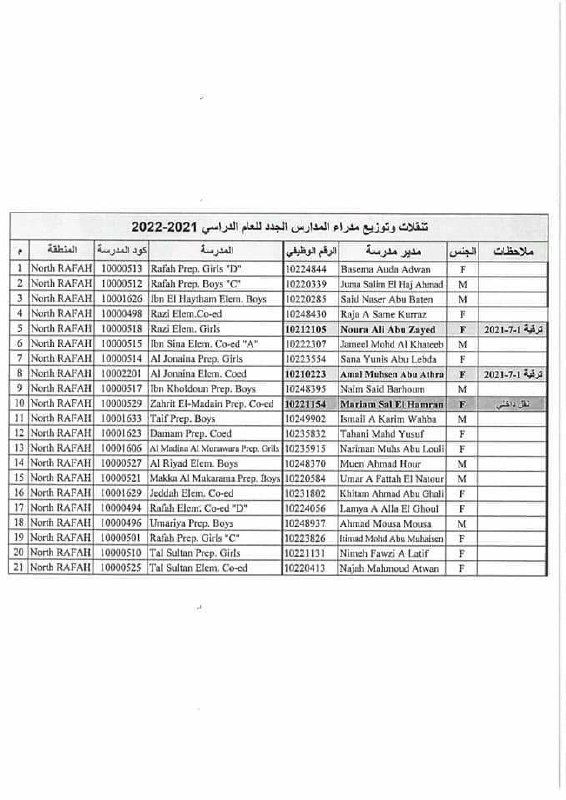 تنقلات وتوزيع مدراء المدارس الجدد للعام الدراسي 2021-2022
م المنطقة كود المدرسة المدرسة الرقم الوظيفي مدير مدرسة الجنس ملاحظات
1 North RAFAH 10000513 Rafah Prep. Girls "D" 10224844 Basema Auda Adwan F
2 North RAFAH 10000512 Rafah Prep. Boys "C" 10220339 Juma Salim El Haj Ahmad M
3 North RAFAH 10001626 Ibn El Haytham Elem. Boys 10220285 Said Naser Abu Baten M
4 North RAFAH 10000498 Razi Elem.Co-ed 10248430 Raja A Same Kurraz F
5 North RAFAH 10000518 Razi Elem. Girls 10212105 Noura Ali Abu Zayed F ترقية 1-7-2021
6 North RAFAH 10000515 Ibn Sina Elem. Co-ed "A" 10222307 Jameel Mohd Al Khateeb M
7 North RAFAH 10000514 Al Jonaina Prep. Girls 10223554 Sana Yunis Abu Lebda F
8 North RAFAH 10002201 Al Jonaina Elem. Coed 10210223 Amal Muhsen Abu Athra F ترقية 1-7-2021
9 North RAFAH 10000517 Ibn Kholdoun Prep. Boys 10248395 Naim Said Barhoum M
10 North RAFAH 10000529 Zahrit El-Madain Prep. Co-ed 10221154 Mariam Sal El Hamran F نقل داخلي
11 North RAFAH 10001633 Taif Prep. Boys 10249902 Ismail A Karim Wahba M
12 North RAFAH 10001623 Damam Prep. Coed 10235832 Tahani Mahd Yusuf F
13 North RAFAH 10001606 Al Madina Al Munawara Prep. Grils 10235915 Nariman Muhs Abu Louli F
14 North RAFAH 10000527 Al Riyad Elem. Boys 10248370 Muen Ahmad Hour M
15 North RAFAH 10000521 Makka Al Mukarama Prep. Boys 10220584 Umar A Fattah El Natour M
16 North RAFAH 10001629 Jeddah Elem. Co-ed 10231802 Khitam Ahmad Abu Ghali F
17 North RAFAH 10000494 Rafah Elem. Co-ed "D" 10224056 Lamya A Alla El Ghoul F
18 North RAFAH 10000496 Umariya Prep. Boys 10248937 Ahmad Mousa Mousa M
19 North RAFAH 10000501 Rafah Prep. Girls "C" 10223826 Itimad Mohd Abu Muhaisen F
20 North RAFAH 10000510 Tal Sultan Prep. Girls 10221131 Nimeh Fawzi A Latif F
21 North RAFAH 10000525 Tal Sultan Elem. Co-ed 10220413 Najah Mahmoud Atwan F